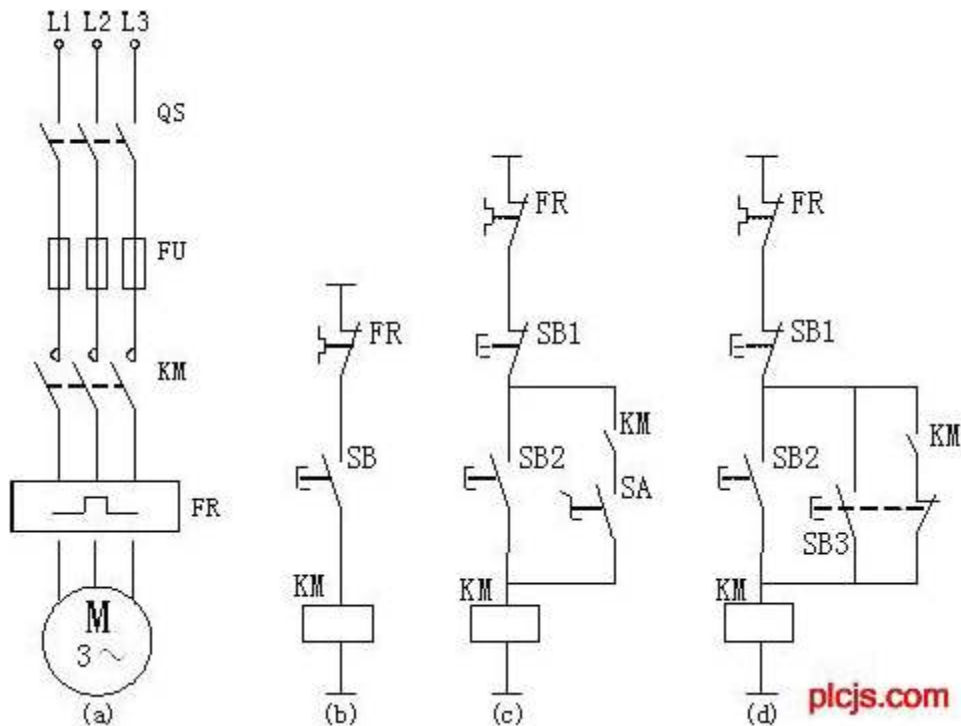 L1 L2 L3
QS
FU
KM
FR
M
3~
(a)
FR
SB
KM
(b)
FR
SB1
KM
SB2
SA
KM
(c)
FR
SB1
KM
SB2
SB3
KM
(d)
plcjs.com